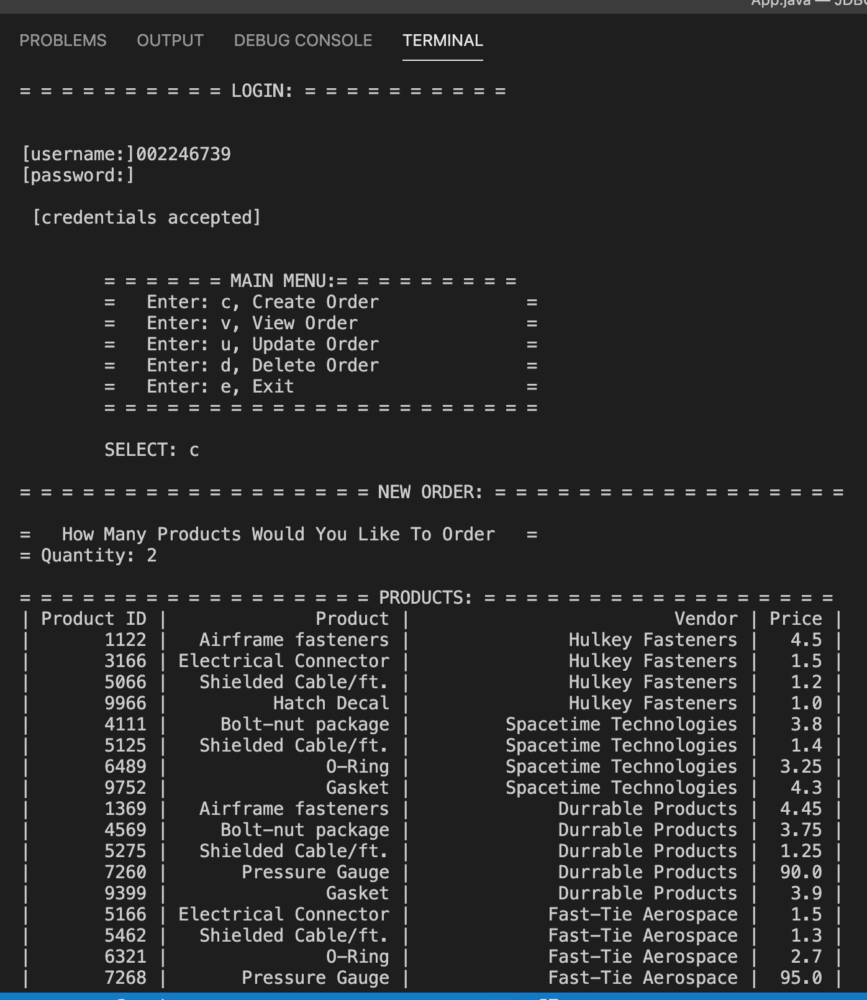 App.java — JDBC
PROBLEMS OUTPUT DEBUG CONSOLE TERMINAL
= = = = = = = = = = LOGIN: = = = = = = = = = =
[username:]002246739
[password:]
[credentials accepted]
= = = = = = MAIN MENU:= = = = = = = = =
= Enter: c, Create Order =
= Enter: v, View Order =
= Enter: u, Update Order =
= Enter: d, Delete Order =
= Enter: e, Exit =
= = = = = = = = = = = = = = = = = = = = =
SELECT: c
= = = = = = = = = = = = = = = = = NEW ORDER: = = = = = = = = = = = = = = = = =
= How Many Products Would You Like To Order =
= Quantity: 2
= = = = = = = = = = = = = = = = = PRODUCTS: = = = = = = = = = = = = = = = = =
| Product ID | Product | Vendor | Price |
| 1122 | Airframe fasteners | Hulkey Fasteners | 4.5 |
| 3166 | Electrical Connector | Hulkey Fasteners | 1.5 |
| 5066 | Shielded Cable/ft. | Hulkey Fasteners | 1.2 |
| 9966 | Hatch Decal | Hulkey Fasteners | 1.0 |
| 4111 | Bolt-nut package | Spacetime Technologies | 3.8 |
| 5125 | Shielded Cable/ft. | Spacetime Technologies | 1.4 |
| 6489 | O-Ring | Spacetime Technologies | 3.25 |
| 9752 | Gasket | Spacetime Technologies | 4.3 |
| 1369 | Airframe fasteners | Durrable Products | 4.45 |
| 4569 | Bolt-nut package | Durrable Products | 3.75 |
| 5275 | Shielded Cable/ft. | Durrable Products | 1.25 |
| 7260 | Pressure Gauge | Durrable Products | 90.0 |
| 9399 | Gasket | Durrable Products | 3.9 |
| 5166 | Electrical Connector | Fast-Tie Aerospace | 1.5 |
| 5462 | Shielded Cable/ft. | Fast-Tie Aerospace | 1.3 |
| 6321 | O-Ring | Fast-Tie Aerospace | 2.7 |
| 7268 | Pressure Gauge | Fast-Tie Aerospace | 95.0 |